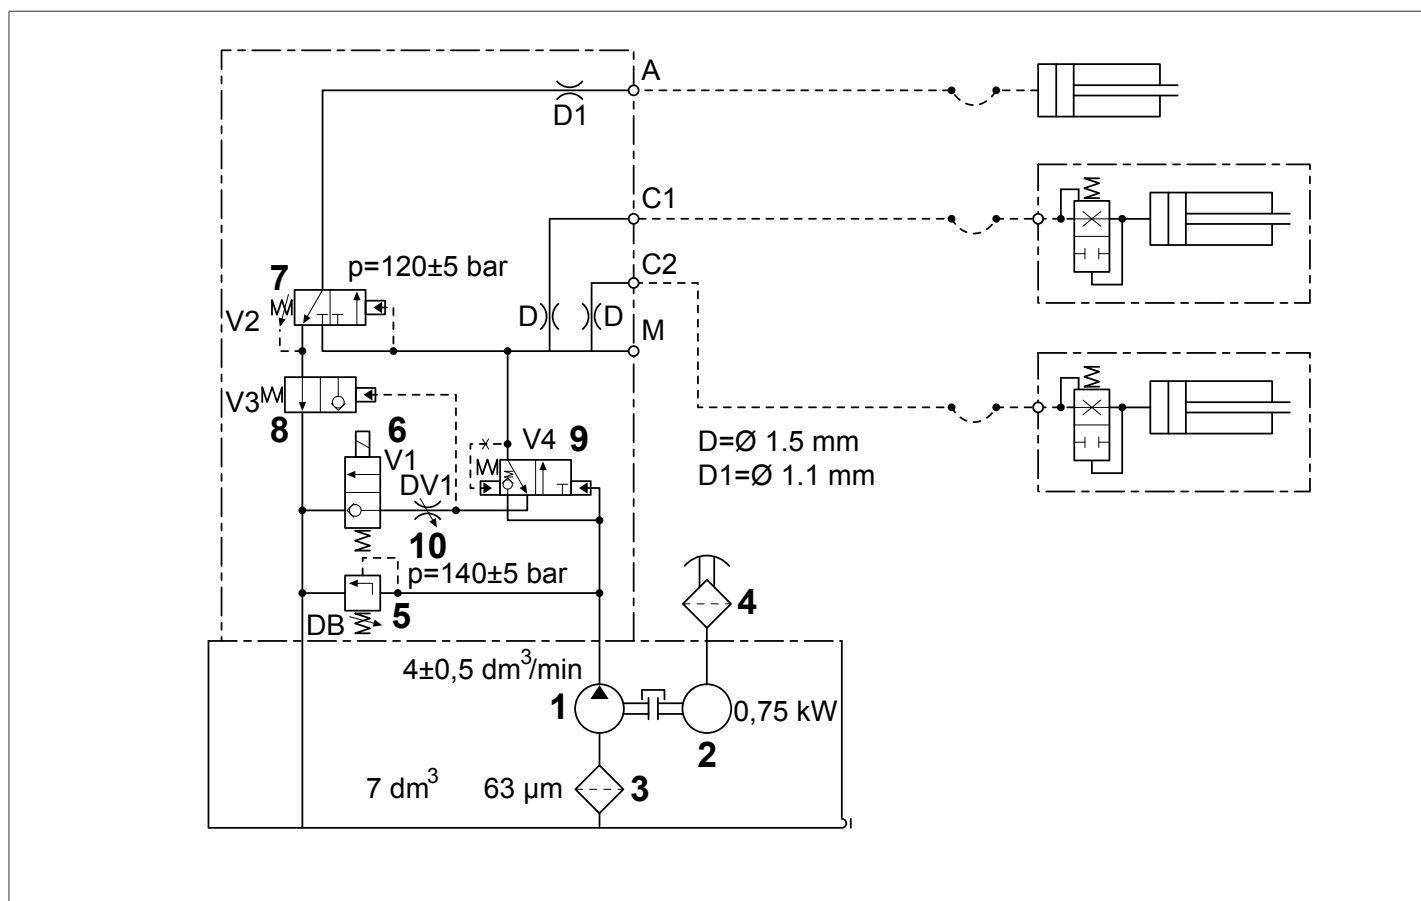 A
D1
C1
7
p=120±5 bar
C2
V2
D
D
M
V3
8
6
V1
V4
9
D=Ø 1.5 mm
D1=Ø 1.1 mm
DV1
10
p=140±5 bar
DB
5
4
4±0,5 dm³/min
1
0,75 kW
2
7 dm³
63 µm
3